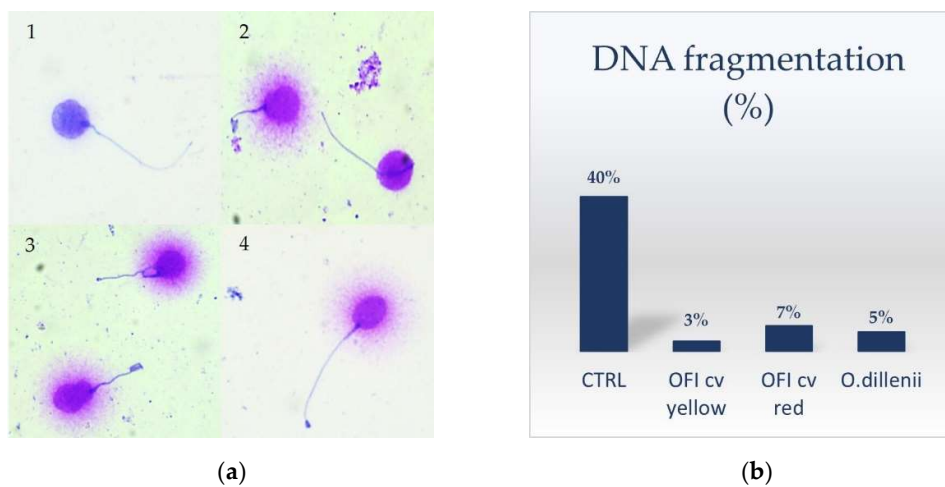 1
2
3
4
DNA fragmentation
(%)
40%
3%
7%
5%
CTRL
OFI cv
yellow
OFI cv
red
O.dillenii
(a)
(b)